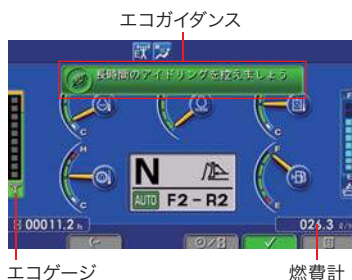 エコガイダンス
長時間のアイドリングを控えましょう
H
C
F
E
N
AUTO F2-R2
00011.2 h
026.3
エコゲージ
燃費計